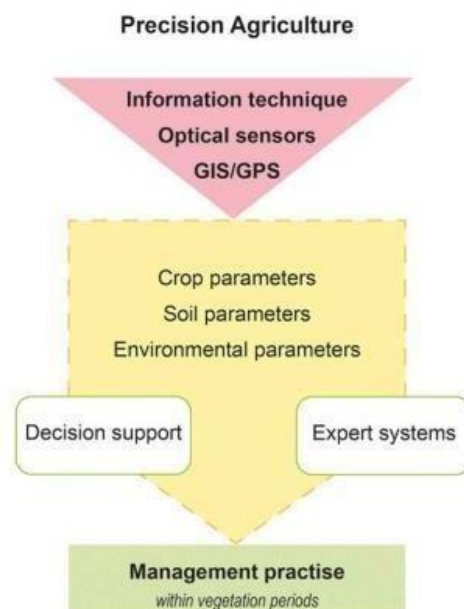 Precision Agriculture
Information technique
Optical sensors
GIS/GPS
Crop parameters
Soil parameters
Environmental parameters
Decision support
Expert systems
Management practise
within vegetation periods